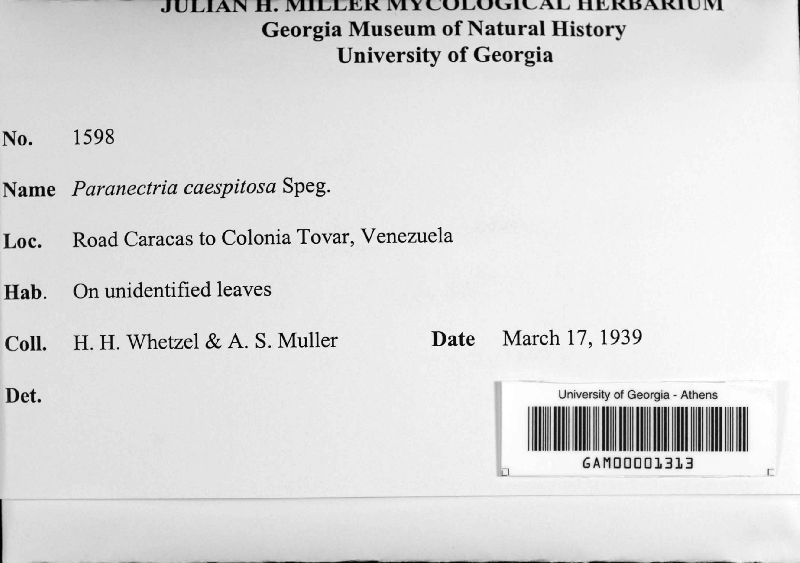 JULIAN H. MILLER MYCOLOGICAL HERBARIUM
Georgia Museum of Natural History
University of Georgia
No. 1598
Name Paranectria caespitosa Speg.
Loc. Road Caracas to Colonia Tovar, Venezuela
Hab. On unidentified leaves
Coll. H. H. Whetzel & A. S. Muller Date March 17, 1939
Det.
University of Georgia - Athens
GAM00001313